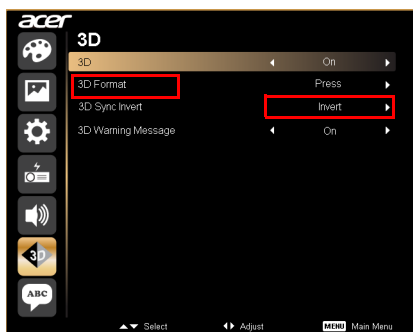 acer
3D
3D On
3D Format Press
3D Sync Invert Invert
3D Warning Message On
3D
ABC
Select Adjust MENU Main Menu